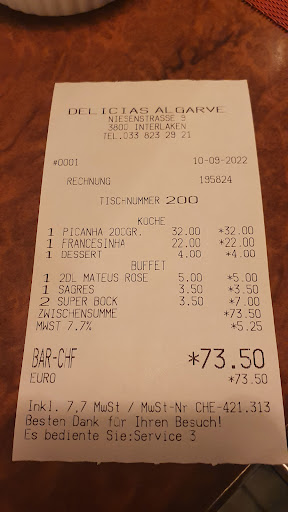 DELICIAS ALGARVE
NIESENSTRASSE 9
3800 INTERLAKEN
TEL.033 823 29 21
#0001 10-09-2022
RECHNUNG 195824
TISCHNUMMER 200
KÜCHE
1 PICANHA 200GR. 32.00 *32.00
1 FRANCESINHA 22.00 *22.00
1 DESSERT 4.00 *4.00
BUFFET
1 2DL MATEUS ROSE 5.00 *5.00
1 SAGRES 3.50 *3.50
2 SUPER BOCK 3.50 *7.00
ZWISCHENSUMME *73.50
MWST 7.7% *5.25
BAR-CHF *73.50
EURO *73.50
Inkl. 7,7 MwSt / MwSt-Nr CHE-421.313
Besten Dank für Ihren Besuch!
Es bediente Sie:Service 3